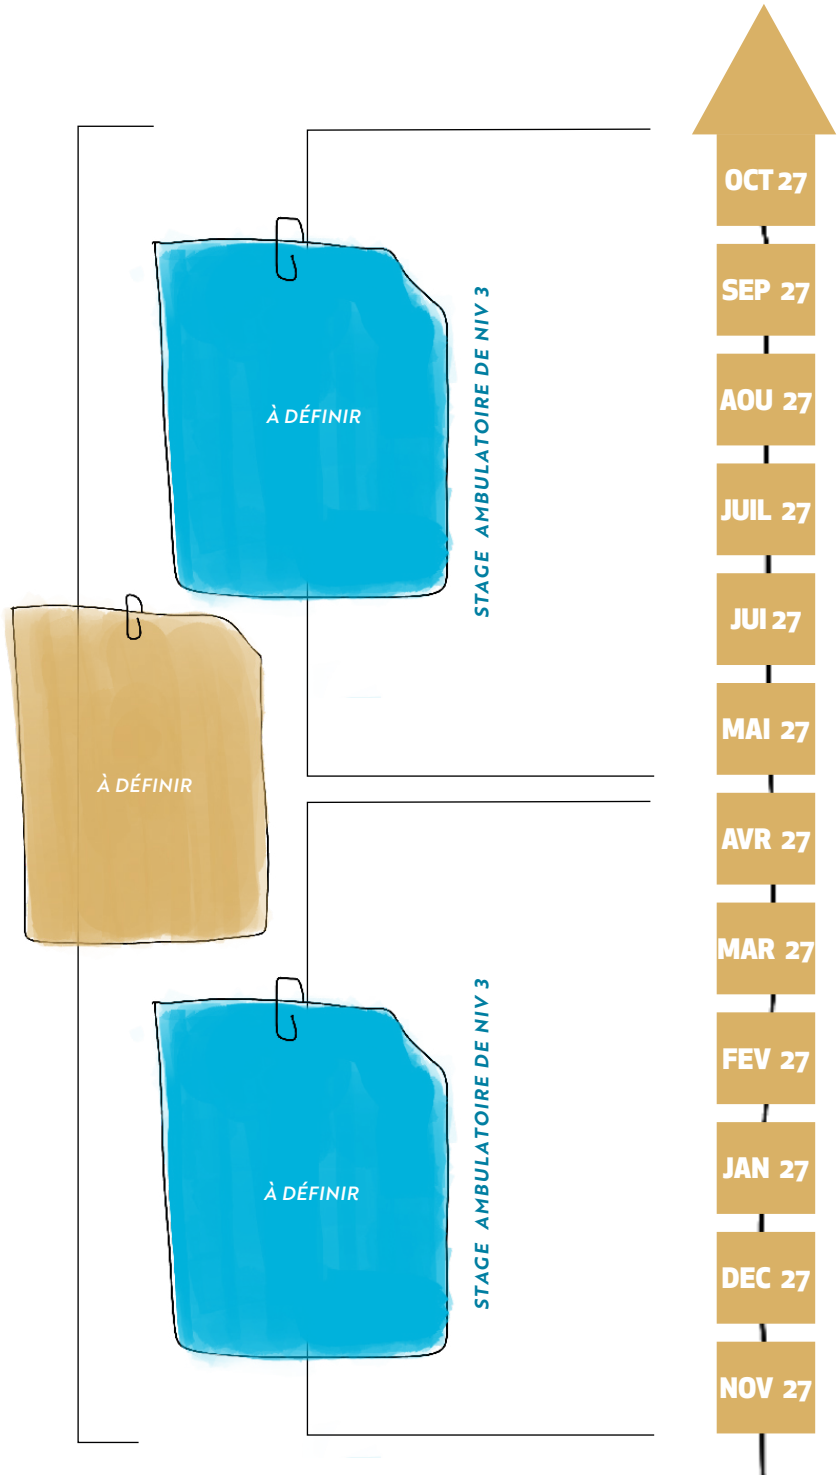 OCT 27
SEP 27
AOU 27
JUIL 27
JUI 27
MAI 27
AVR 27
MAR 27
FEV 27
JAN 27
DEC 27
NOV 27
À DÉFINIR
STAGE AMBULATOIRE DE NIV 3
À DÉFINIR
À DÉFINIR
STAGE AMBULATOIRE DE NIV 3